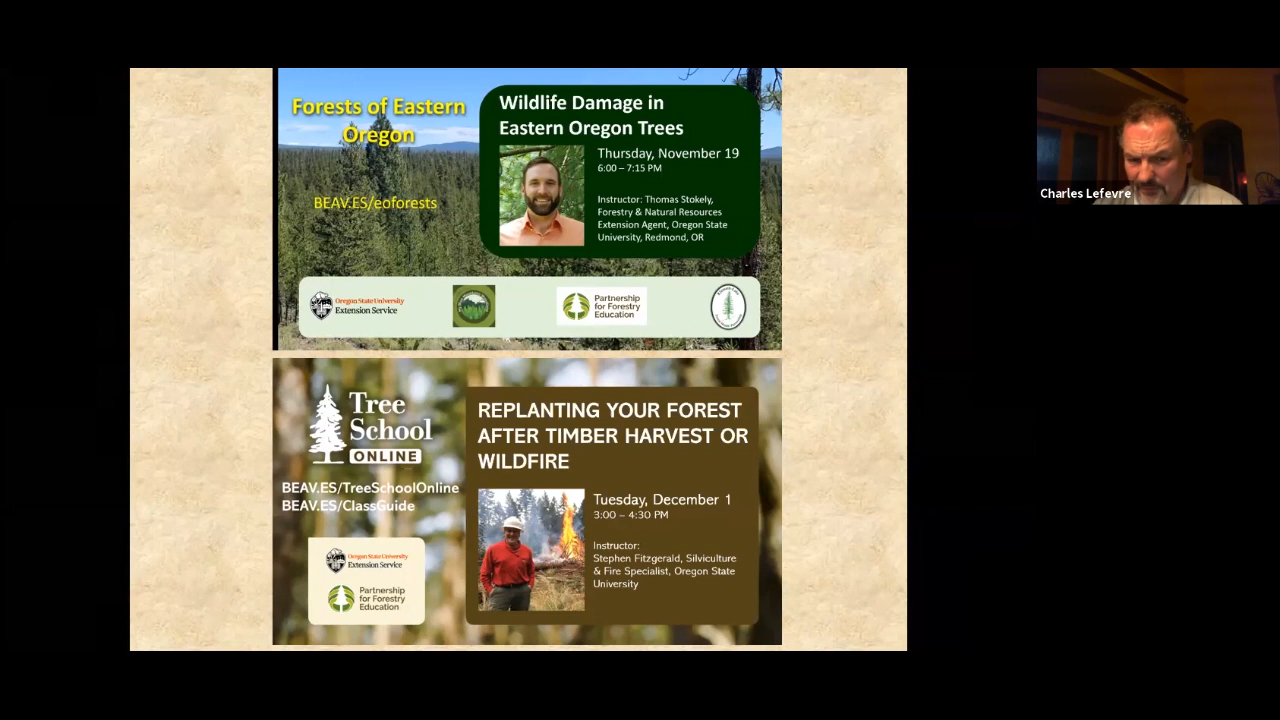 Forests of Eastern
Oregon
BEAV.ES/eoforests
Wildlife Damage in
Eastern Oregon Trees
Thursday, November 19
6:00 – 7:15 PM
Instructor: Thomas Stokely,
Forestry & Natural Resources
Extension Agent, Oregon State
University, Redmond, OR
Oregon State University
Extension Service
Partnership
for Forestry
Education
Tree
School
ONLINE
BEAV.ES/TreeSchoolOnline
BEAV.ES/ClassGuide
Oregon State University
Extension Service
Partnership
for Forestry
Education
REPLANTING YOUR FOREST
AFTER TIMBER HARVEST OR
WILDFIRE
Tuesday, December 1
3:00 – 4:30 PM
Instructor:
Stephen Fitzgerald, Silviculture
& Fire Specialist, Oregon State
University
Charles Lefevre